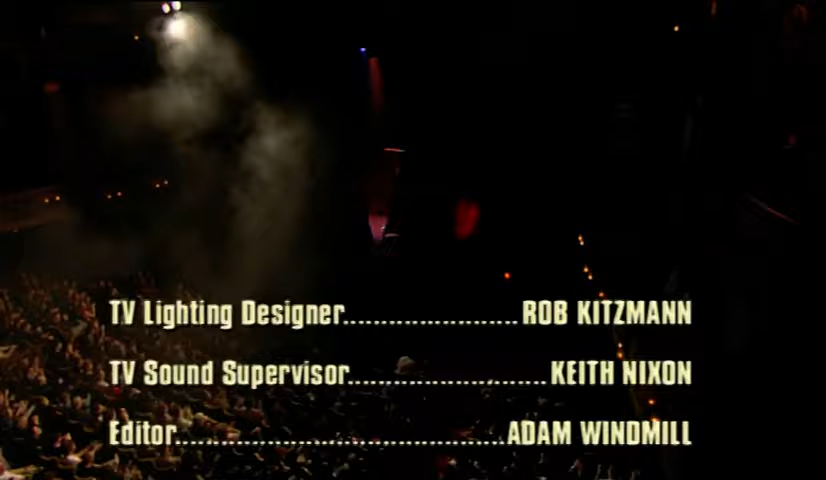 TV Lighting Designer......................ROB KITZMANN
TV Sound Supervisor.........................KEITH NIXON
Editor.........................................ADAM WINDMILL